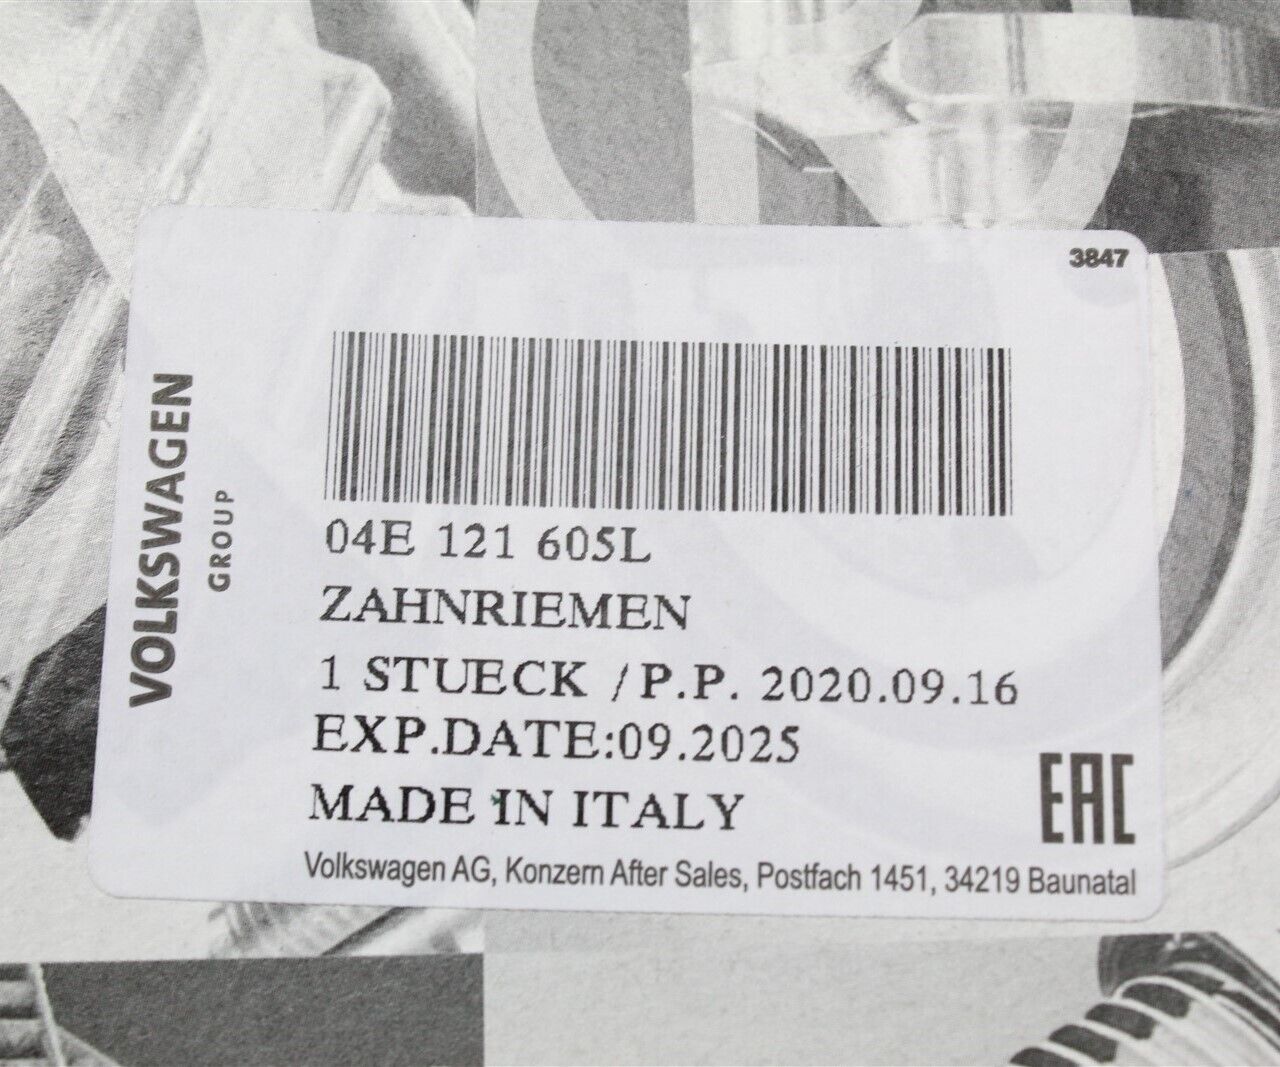 3847
VOLKSWAGEN
GROUP
04E 121 605L
ZAHNRIEMEN
1 STUECK / P.P. 2020.09.16
EXP.DATE:09.2025
MADE IN ITALY
EAC
Volkswagen AG, Konzern After Sales, Postfach 1451, 34219 Baunatal